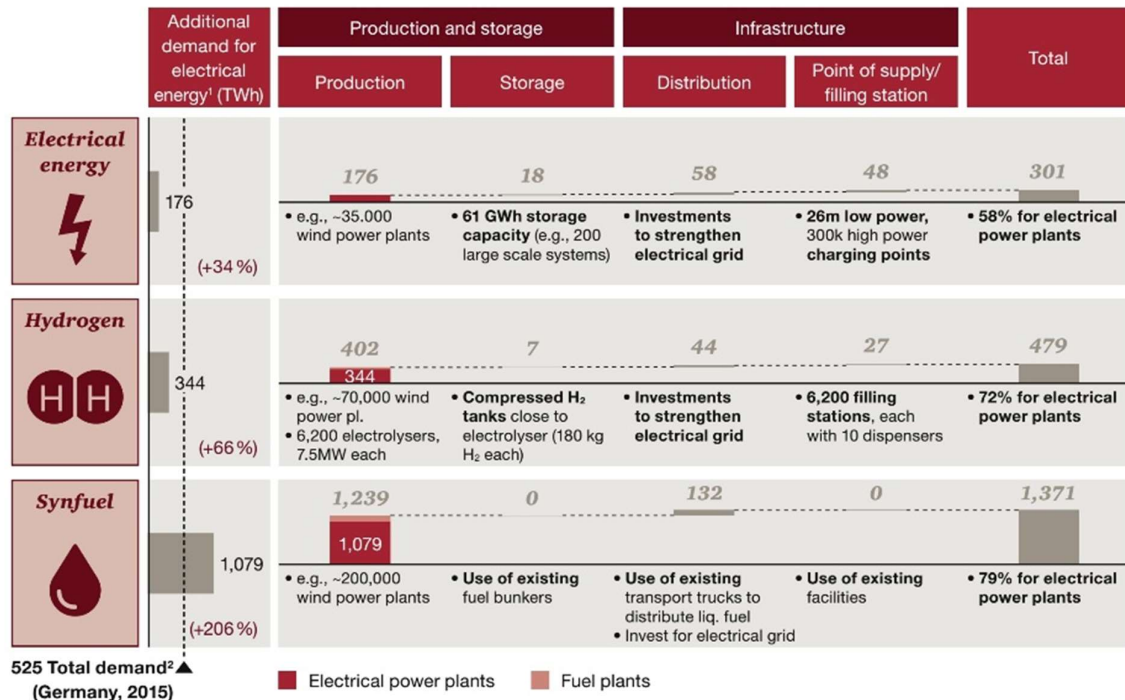 Additional
demand for
electrical
energy¹ (TWh)
Production and storage
Infrastructure
Total
Production
Storage
Distribution
Point of supply/
filling station
Electrical
energy
176
(+34 %)
176
18
58
48
301
• e.g., ~35.000
wind power plants
• 61 GWh storage
capacity (e.g., 200
large scale systems)
• Investments
to strengthen
electrical grid
• 26m low power,
300k high power
charging points
• 58% for electrical
power plants
Hydrogen
H H
344
(+66 %)
402
344
7
44
27
479
• e.g., ~70,000 wind
power pl.
• 6,200 electrolysers,
7.5MW each
• Compressed H₂
tanks close to
electrolyser (180 kg
H₂ each)
• Investments
to strengthen
electrical grid
• 6,200 filling
stations, each
with 10 dispensers
• 72% for electrical
power plants
Synfuel
1,079
(+206 %)
1,239
1,079
0
132
0
1,371
• e.g., ~200,000
wind power plants
• Use of existing
fuel bunkers
• Use of existing
transport trucks to
distribute liq. fuel
• Invest for electrical grid
• Use of existing
facilities
• 79% for electrical
power plants
525 Total demand²
(Germany, 2015)
Electrical power plants
Fuel plants